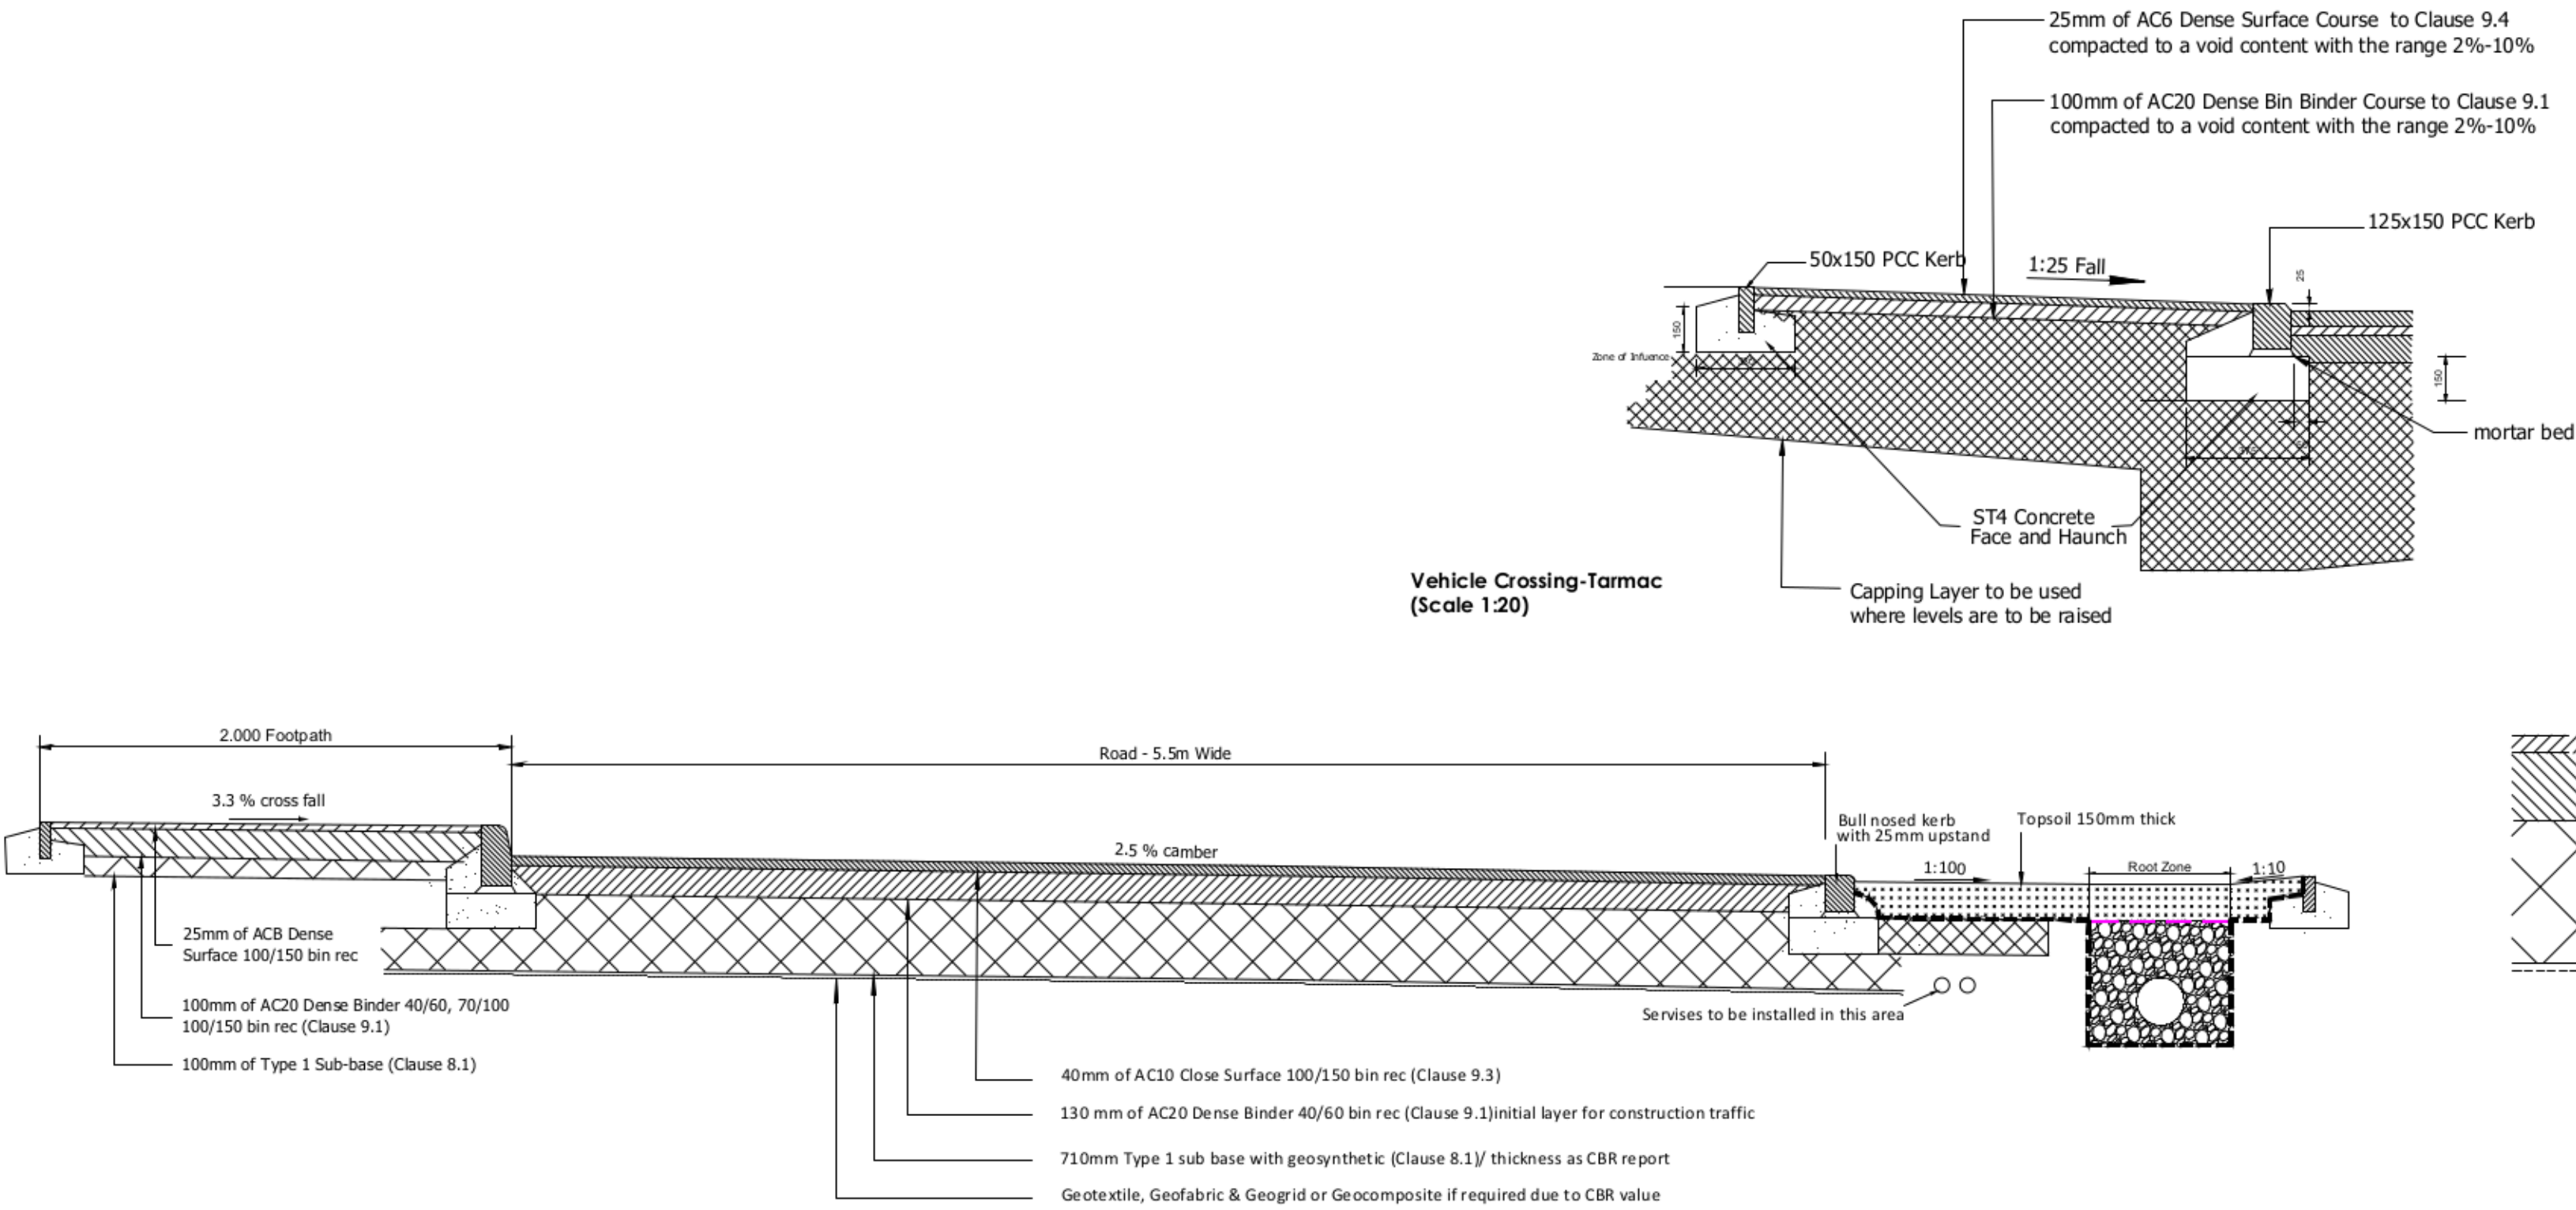 25mm of AC6 Dense Surface Course to Clause 9.4
compacted to a void content with the range 2%-10%
100mm of AC20 Dense Bin Binder Course to Clause 9.1
compacted to a void content with the range 2%-10%
125x150 PCC Kerb
50x150 PCC Kerb
1:25 Fall
25
150
Zone of Infuence
150
mortar bed
ST4 Concrete
Face and Haunch
Vehicle Crossing-Tarmac
(Scale 1:20)
Capping Layer to be used
where levels are to be raised
2.000 Footpath
Road - 5.5m Wide
3.3 % cross fall
2.5 % camber
Bull nosed kerb
with 25mm upstand
Topsoil 150mm thick
1:100
Root Zone
1:10
25mm of ACB Dense
Surface 100/150 bin rec
100mm of AC20 Dense Binder 40/60, 70/100
100/150 bin rec (Clause 9.1)
100mm of Type 1 Sub-base (Clause 8.1)
Servises to be installed in this area
40mm of AC10 Close Surface 100/150 bin rec (Clause 9.3)
130 mm of AC20 Dense Binder 40/60 bin rec (Clause 9.1)initial layer for construction traffic
710mm Type 1 sub base with geosynthetic (Clause 8.1)/ thickness as CBR report
Geotextile, Geofabric & Geogrid or Geocomposite if required due to CBR value